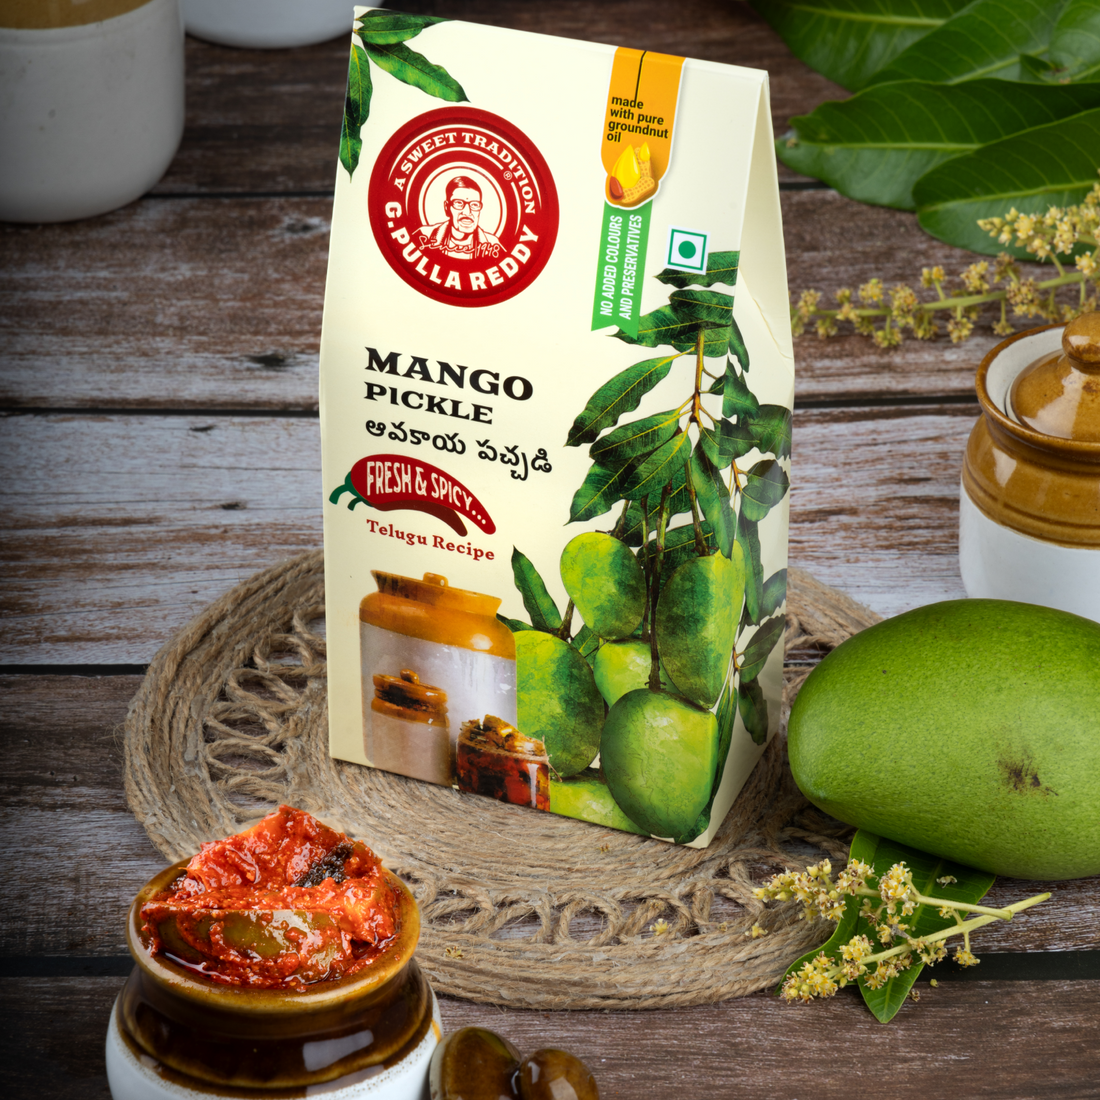 A SWEET TRADITION
®
Since 1948
G.PULLA REDDY
made
with pure
groundnut
oil
NO ADDED COLOURS
AND PRESERVATIVES
MANGO
PICKLE
ఆవకాయ పచ్చడి
FRESH & SPICY...
Telugu Recipe